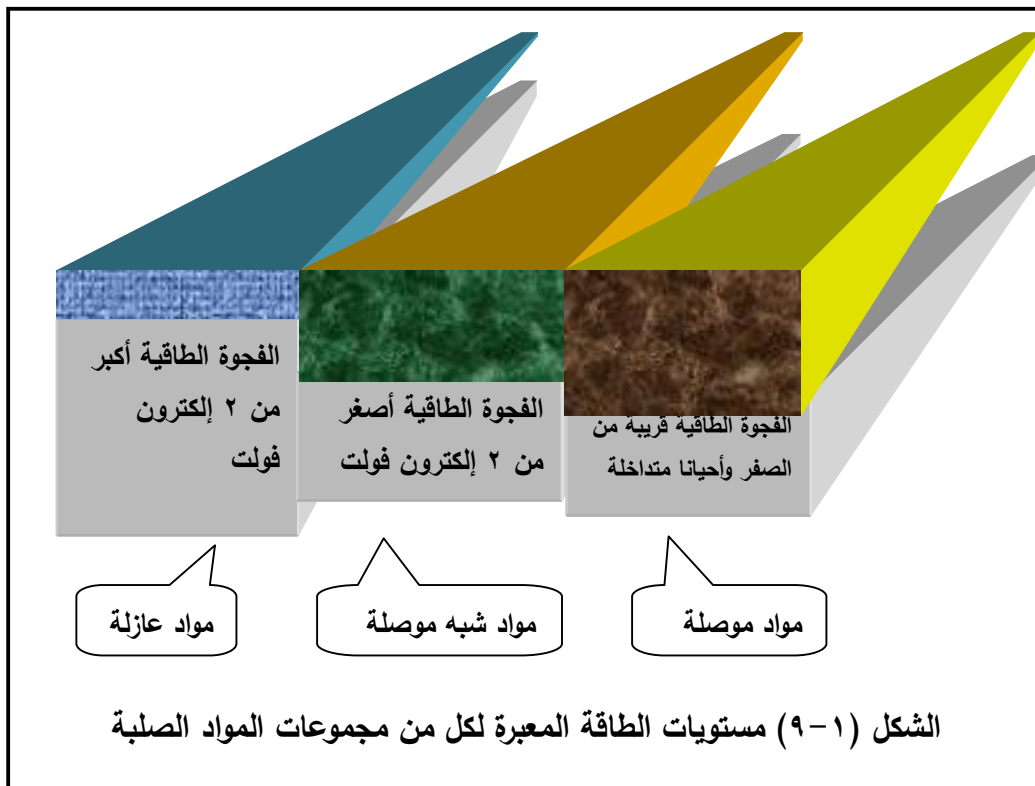 الفجوة الطاقية قريبة من
الصفر وأحيانا متداخلة
الفجوة الطاقية أصغر
من ٢ إلكترون فولت
الفجوة الطاقية أكبر
من ٢ إلكترون
فولت
مواد موصلة
مواد شبه موصلة
مواد عازلة
الشكل (١-٩) مستويات الطاقة المعبرة لكل من مجموعات المواد الصلبة